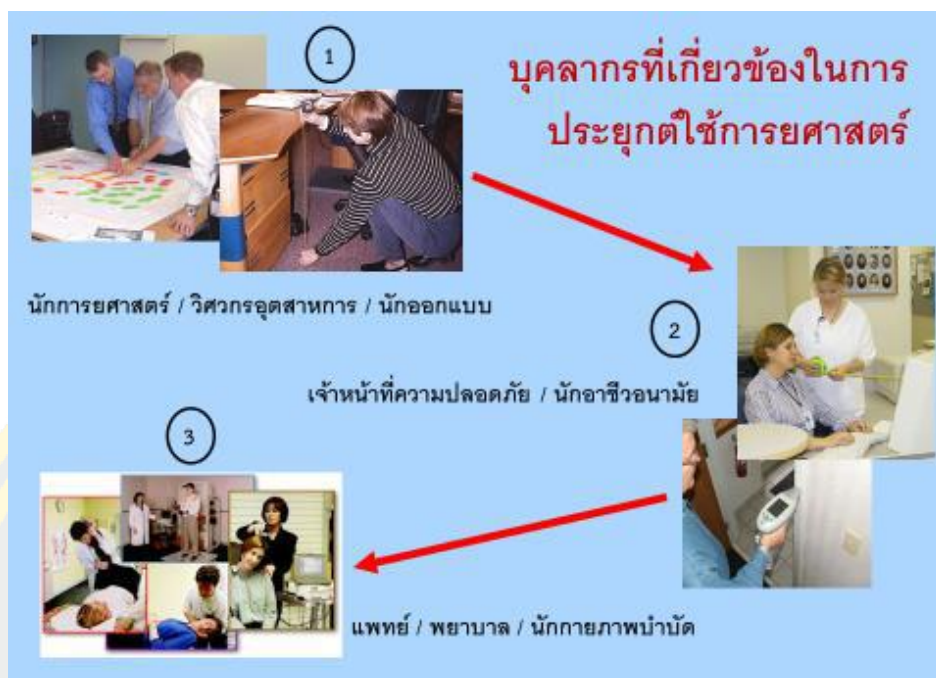 บุคลากรที่เกี่ยวข้องในการ
ประยุกต์ใช้การยศาสตร์
1
นักการยศาสตร์ / วิศวกรอุตสาหการ / นักออกแบบ
2
เจ้าหน้าที่ความปลอดภัย / นักอาชีวอนามัย
3
แพทย์ / พยาบาล / นักกายภาพบำบัด